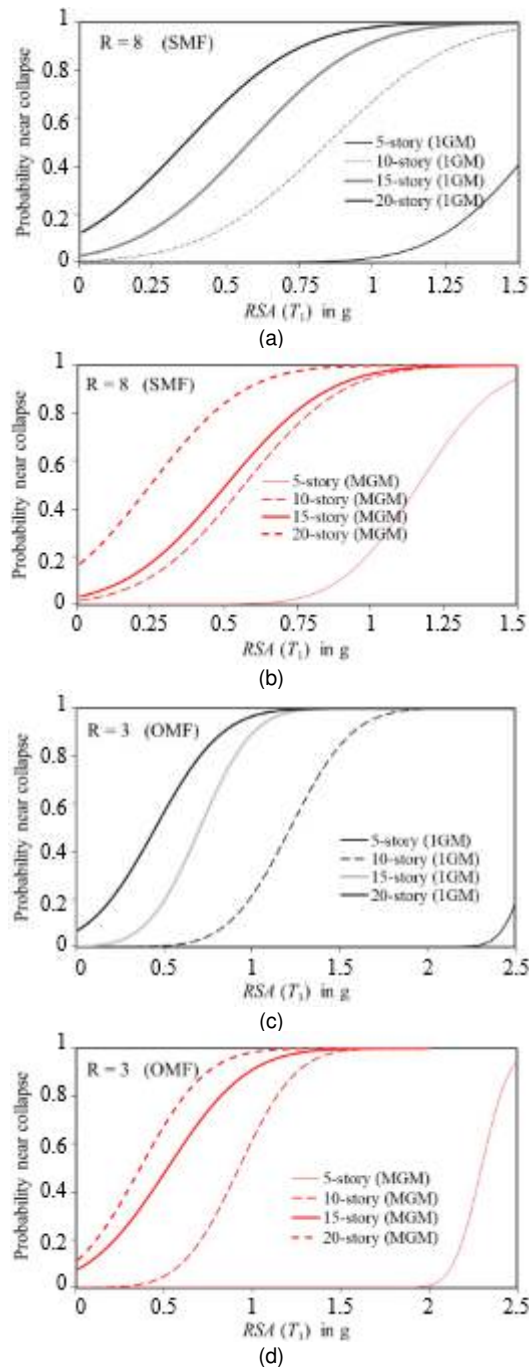 R = 8 (SMF)
Probability near collapse
1
0.8
0.6
0.4
0.2
0
5-story (1GM)
10-story (1GM)
15-story (1GM)
20-story (1GM)
0 0.25 0.5 0.75 1 1.25 1.5
RSA (T₁) in g
(a)
R = 8 (SMF)
Probability near collapse
1
0.8
0.6
0.4
0.2
0
5-story (MGM)
10-story (MGM)
15-story (MGM)
20-story (MGM)
0 0.25 0.5 0.75 1 1.25 1.5
RSA (T₁) in g
(b)
R = 3 (OMF)
Probability near collapse
1
0.8
0.6
0.4
0.2
0
5-story (1GM)
10-story (1GM)
15-story (1GM)
20-story (1GM)
0 0.5 1 1.5 2 2.5
RSA (T₁) in g
(c)
R = 3 (OMF)
Probability near collapse
1
0.8
0.6
0.4
0.2
0
5-story (MGM)
10-story (MGM)
15-story (MGM)
20-story (MGM)
0 0.5 1 1.5 2 2.5
RSA (T₁) in g
(d)